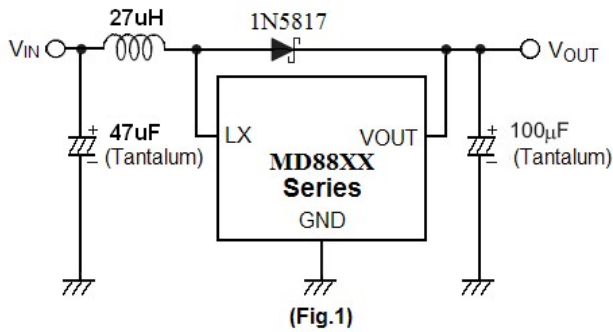 27uH
1N5817
VIN
VOUT
+
47uF
–
(Tantalum)
LX
VOUT
MD88XX
Series
GND
+
100μF
–
(Tantalum)
(Fig.1)